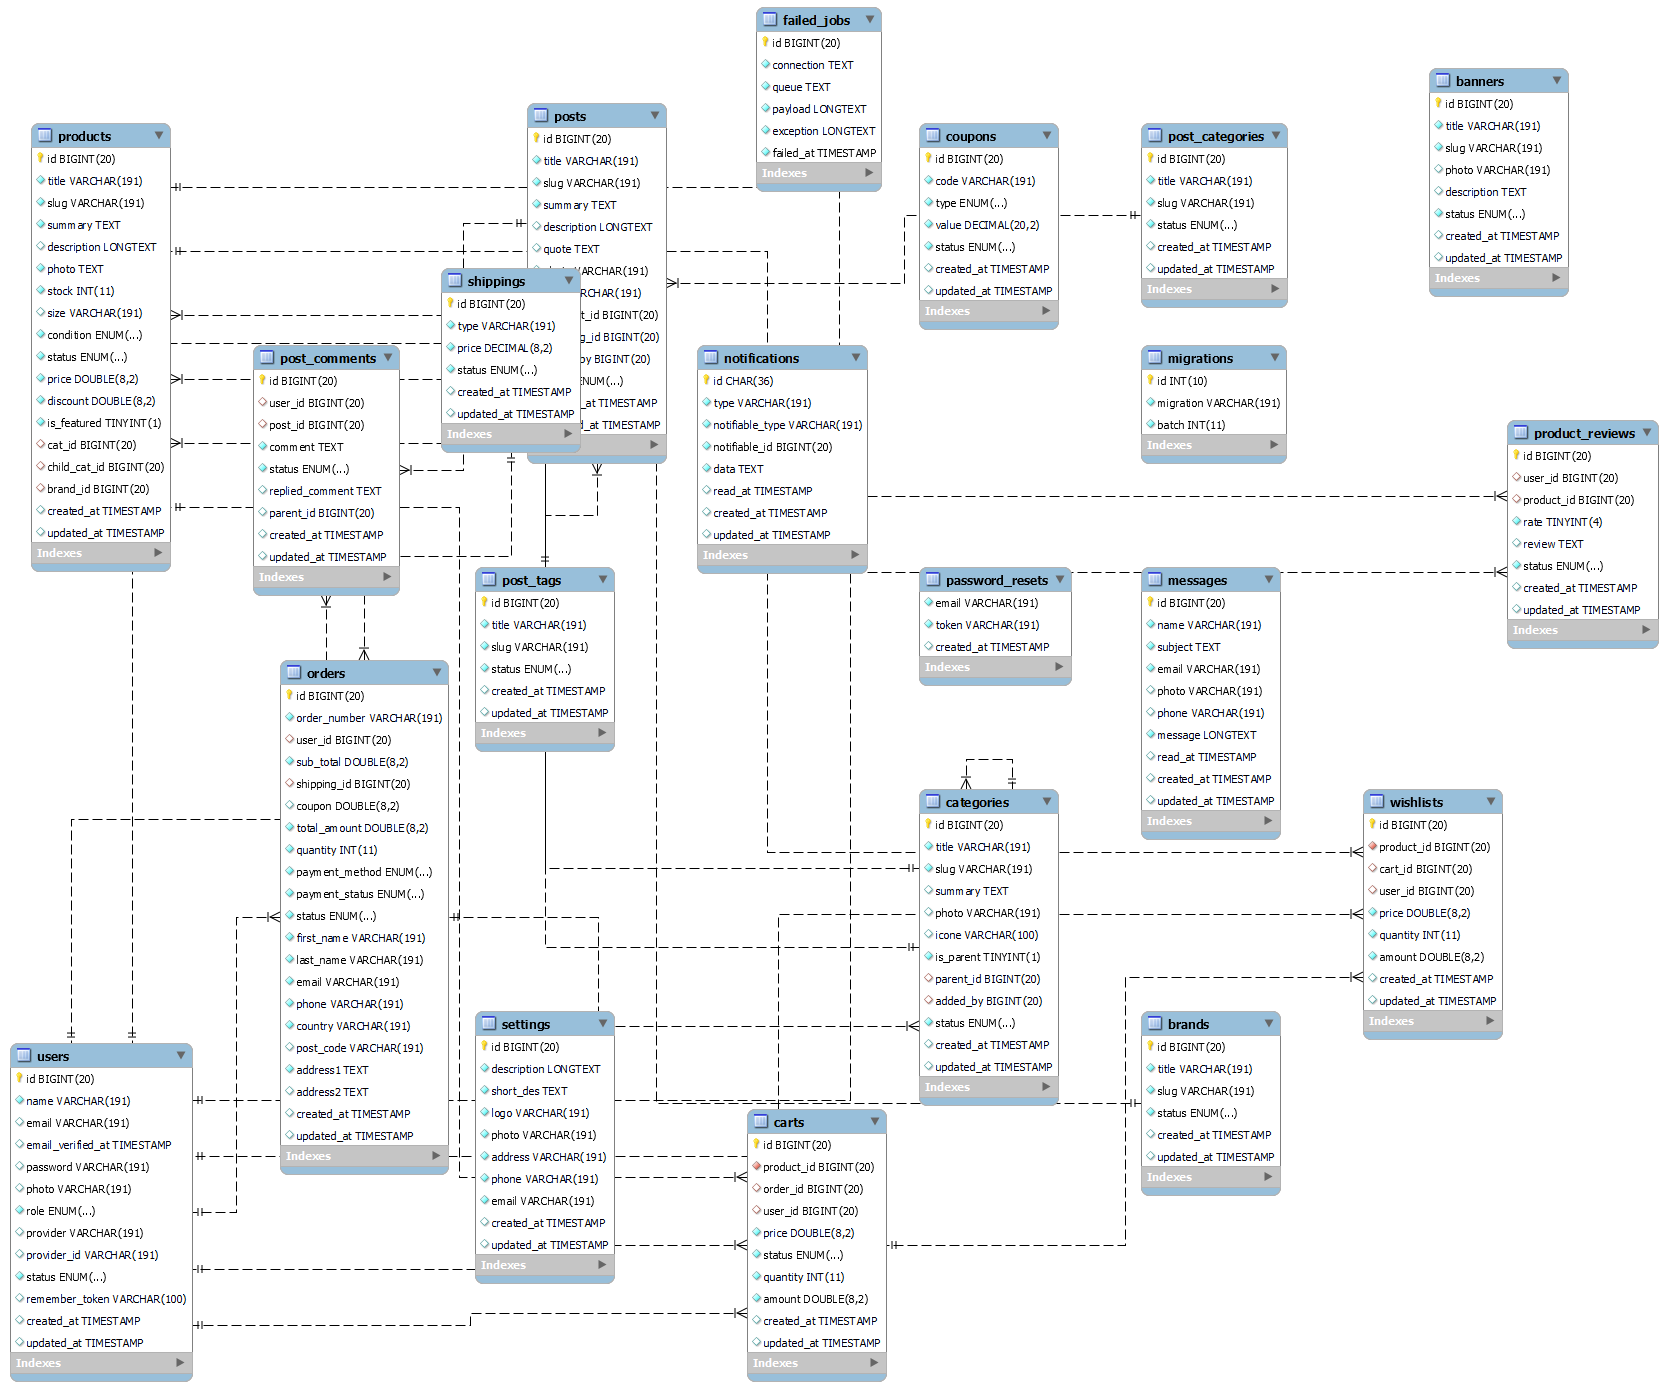 failed_jobs
id BIGINT(20)
connection TEXT
queue TEXT
payload LONGTEXT
exception LONGTEXT
failed_at TIMESTAMP
Indexes
banners
id BIGINT(20)
title VARCHAR(191)
slug VARCHAR(191)
photo VARCHAR(191)
description TEXT
status ENUM(...)
created_at TIMESTAMP
updated_at TIMESTAMP
Indexes
products
id BIGINT(20)
title VARCHAR(191)
slug VARCHAR(191)
summary TEXT
description LONGTEXT
photo TEXT
stock INT(11)
size VARCHAR(191)
condition ENUM(...)
status ENUM(...)
price DOUBLE(8,2)
discount DOUBLE(8,2)
is_featured TINYINT(1)
cat_id BIGINT(20)
child_cat_id BIGINT(20)
brand_id BIGINT(20)
created_at TIMESTAMP
updated_at TIMESTAMP
Indexes
posts
id BIGINT(20)
title VARCHAR(191)
slug VARCHAR(191)
summary TEXT
description LONGTEXT
quote TEXT
VARCHAR(191)
RCHAR(191)
t_id BIGINT(20)
g_id BIGINT(20)
by BIGINT(20)
ENUM(...)
_at TIMESTAMP
d_at TIMESTAMP
shippings
id BIGINT(20)
type VARCHAR(191)
price DECIMAL(8,2)
status ENUM(...)
created_at TIMESTAMP
updated_at TIMESTAMP
Indexes
coupons
id BIGINT(20)
code VARCHAR(191)
type ENUM(...)
value DECIMAL(20,2)
status ENUM(...)
created_at TIMESTAMP
updated_at TIMESTAMP
Indexes
post_categories
id BIGINT(20)
title VARCHAR(191)
slug VARCHAR(191)
status ENUM(...)
created_at TIMESTAMP
updated_at TIMESTAMP
Indexes
post_comments
id BIGINT(20)
user_id BIGINT(20)
post_id BIGINT(20)
comment TEXT
status ENUM(...)
replied_comment TEXT
parent_id BIGINT(20)
created_at TIMESTAMP
updated_at TIMESTAMP
Indexes
notifications
id CHAR(36)
type VARCHAR(191)
notifiable_type VARCHAR(191)
notifiable_id BIGINT(20)
data TEXT
read_at TIMESTAMP
created_at TIMESTAMP
updated_at TIMESTAMP
Indexes
migrations
id INT(10)
migration VARCHAR(191)
batch INT(11)
Indexes
product_reviews
id BIGINT(20)
user_id BIGINT(20)
product_id BIGINT(20)
rate TINYINT(4)
review TEXT
status ENUM(...)
created_at TIMESTAMP
updated_at TIMESTAMP
Indexes
post_tags
id BIGINT(20)
title VARCHAR(191)
slug VARCHAR(191)
status ENUM(...)
created_at TIMESTAMP
updated_at TIMESTAMP
Indexes
password_resets
email VARCHAR(191)
token VARCHAR(191)
created_at TIMESTAMP
Indexes
messages
id BIGINT(20)
name VARCHAR(191)
subject TEXT
email VARCHAR(191)
photo VARCHAR(191)
phone VARCHAR(191)
message LONGTEXT
read_at TIMESTAMP
created_at TIMESTAMP
updated_at TIMESTAMP
Indexes
orders
id BIGINT(20)
order_number VARCHAR(191)
user_id BIGINT(20)
sub_total DOUBLE(8,2)
shipping_id BIGINT(20)
coupon DOUBLE(8,2)
total_amount DOUBLE(8,2)
quantity INT(11)
payment_method ENUM(...)
payment_status ENUM(...)
status ENUM(...)
first_name VARCHAR(191)
last_name VARCHAR(191)
email VARCHAR(191)
phone VARCHAR(191)
country VARCHAR(191)
post_code VARCHAR(191)
address1 TEXT
address2 TEXT
created_at TIMESTAMP
updated_at TIMESTAMP
Indexes
categories
id BIGINT(20)
title VARCHAR(191)
slug VARCHAR(191)
summary TEXT
photo VARCHAR(191)
icone VARCHAR(100)
is_parent TINYINT(1)
parent_id BIGINT(20)
added_by BIGINT(20)
status ENUM(...)
created_at TIMESTAMP
updated_at TIMESTAMP
Indexes
wishlists
id BIGINT(20)
product_id BIGINT(20)
cart_id BIGINT(20)
user_id BIGINT(20)
price DOUBLE(8,2)
quantity INT(11)
amount DOUBLE(8,2)
created_at TIMESTAMP
updated_at TIMESTAMP
Indexes
users
id BIGINT(20)
name VARCHAR(191)
email VARCHAR(191)
email_verified_at TIMESTAMP
password VARCHAR(191)
photo VARCHAR(191)
role ENUM(...)
provider VARCHAR(191)
provider_id VARCHAR(191)
status ENUM(...)
remember_token VARCHAR(100)
created_at TIMESTAMP
updated_at TIMESTAMP
Indexes
settings
id BIGINT(20)
description LONGTEXT
short_des TEXT
logo VARCHAR(191)
photo VARCHAR(191)
address VARCHAR(191)
phone VARCHAR(191)
email VARCHAR(191)
created_at TIMESTAMP
updated_at TIMESTAMP
Indexes
brands
id BIGINT(20)
title VARCHAR(191)
slug VARCHAR(191)
status ENUM(...)
created_at TIMESTAMP
updated_at TIMESTAMP
Indexes
carts
id BIGINT(20)
product_id BIGINT(20)
order_id BIGINT(20)
user_id BIGINT(20)
price DOUBLE(8,2)
status ENUM(...)
quantity INT(11)
amount DOUBLE(8,2)
created_at TIMESTAMP
updated_at TIMESTAMP
Indexes